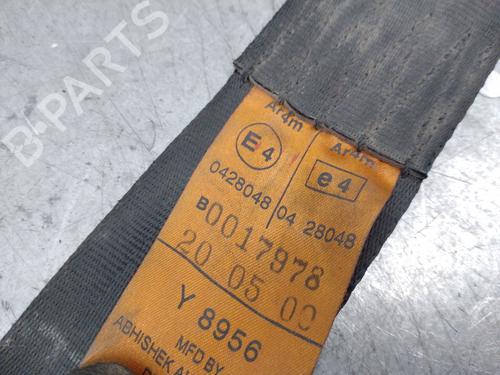 B-PARTS
Ar4m Ar4m
E4 e4
0428048 04 28048
B0017978
20 05 00
Y 8956
MFD BY
ABHISHEK